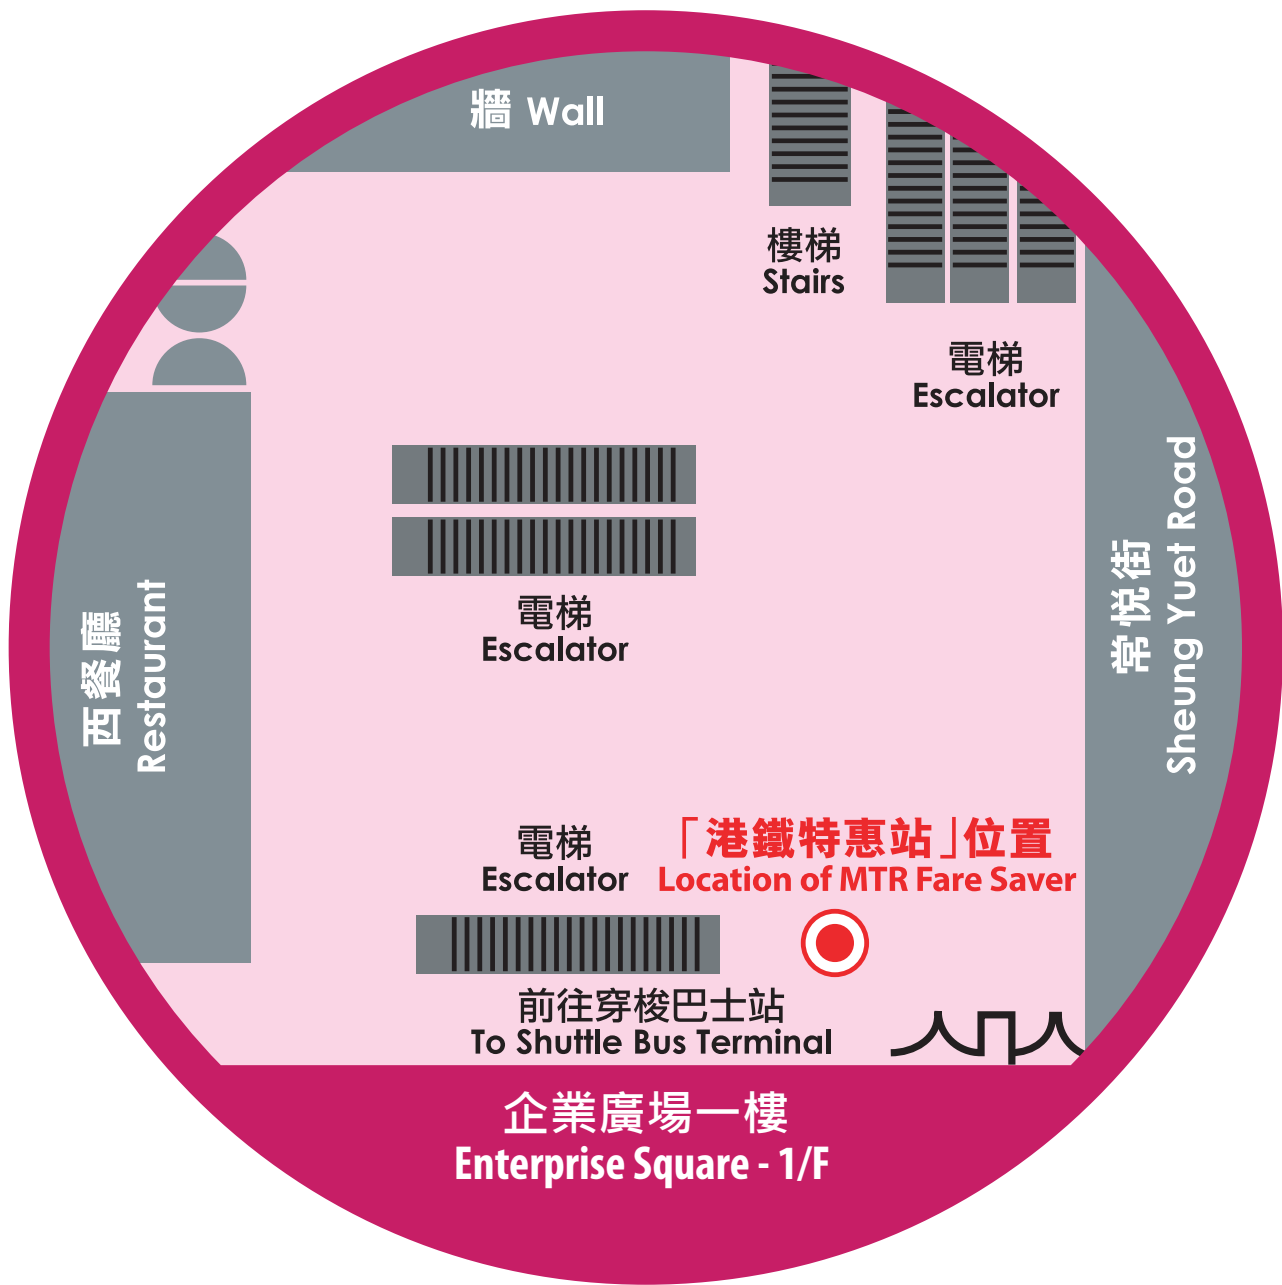 牆 Wall
樓梯
Stairs
電梯
Escalator
電梯
Escalator
西餐廳
Restaurant
常悦街
Sheung Yuet Road
電梯
Escalator
「港鐵特惠站」位置
Location of MTR Fare Saver
前往穿梭巴士站
To Shuttle Bus Terminal
企業廣場一樓
Enterprise Square - 1/F